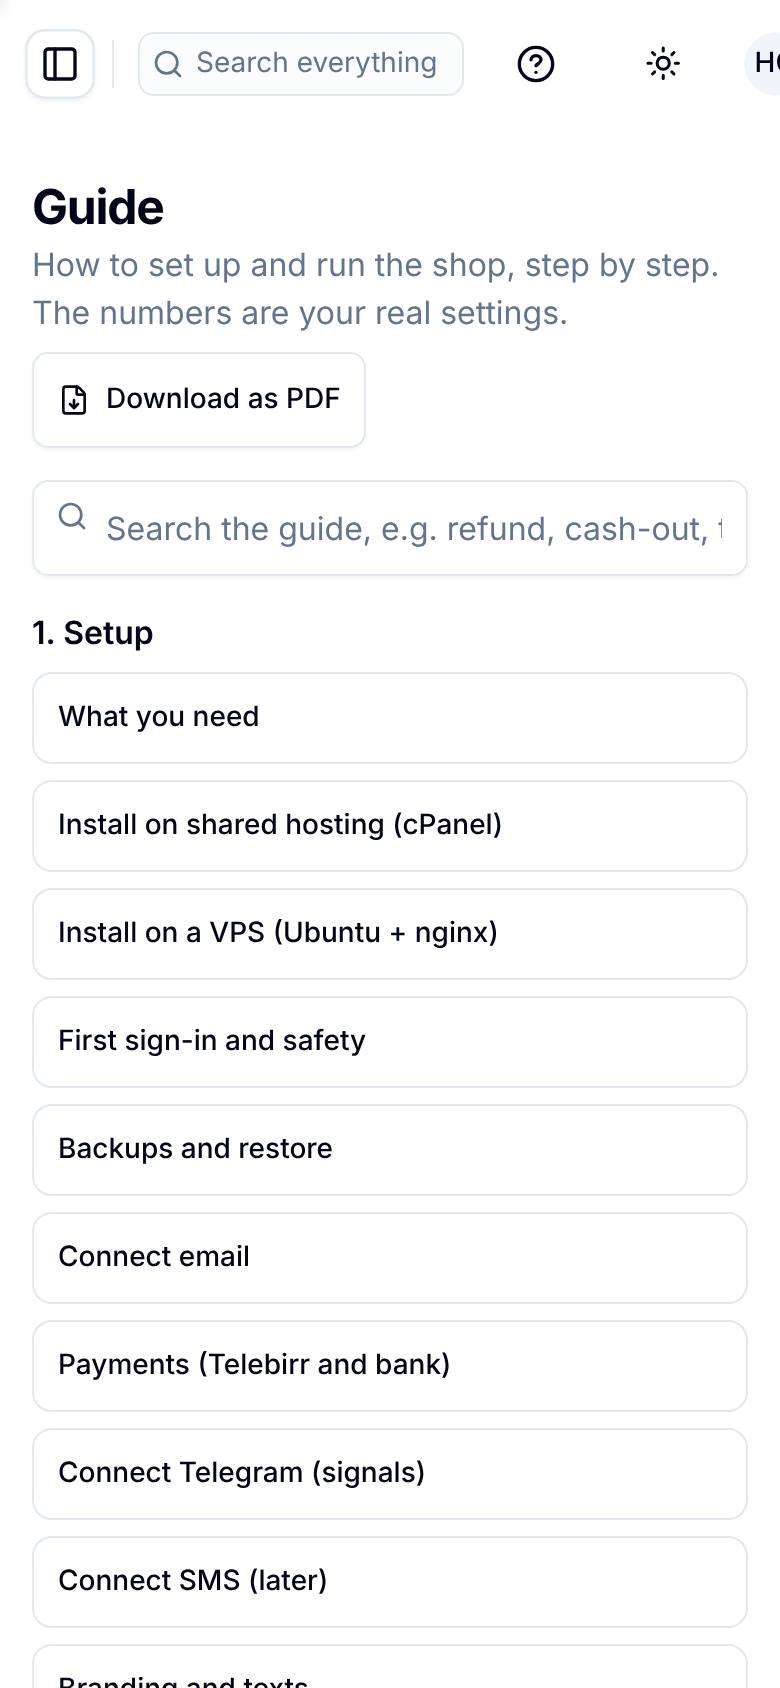 Search everything
Guide
How to set up and run the shop, step by step.
The numbers are your real settings.
Download as PDF
Search the guide, e.g. refund, cash-out,
1. Setup
What you need
Install on shared hosting (cPanel)
Install on a VPS (Ubuntu + nginx)
First sign-in and safety
Backups and restore
Connect email
Payments (Telebirr and bank)
Connect Telegram (signals)
Connect SMS (later)
Branding and texts